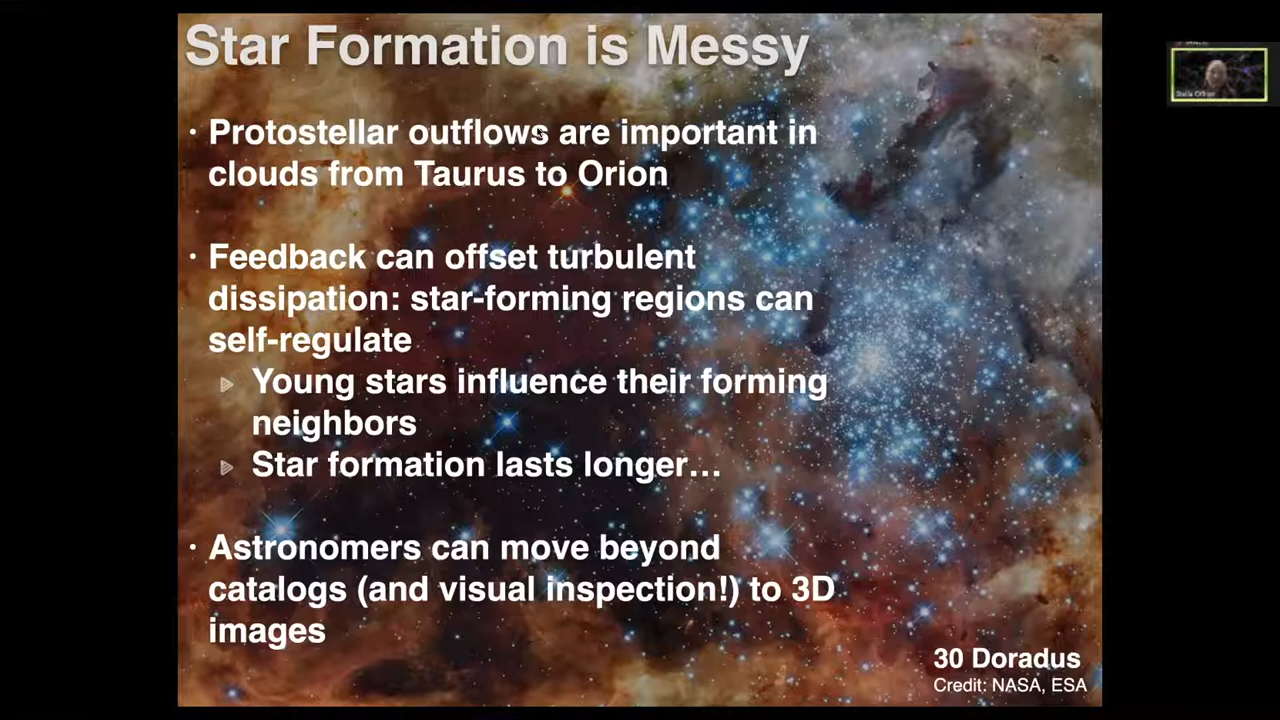 Star Formation is Messy
• Protostellar outflows are important in
clouds from Taurus to Orion
• Feedback can offset turbulent
dissipation: star-forming regions can
self-regulate
Young stars influence their forming
neighbors
Star formation lasts longer…
• Astronomers can move beyond
catalogs (and visual inspection!) to 3D
images
30 Doradus
Credit: NASA, ESA